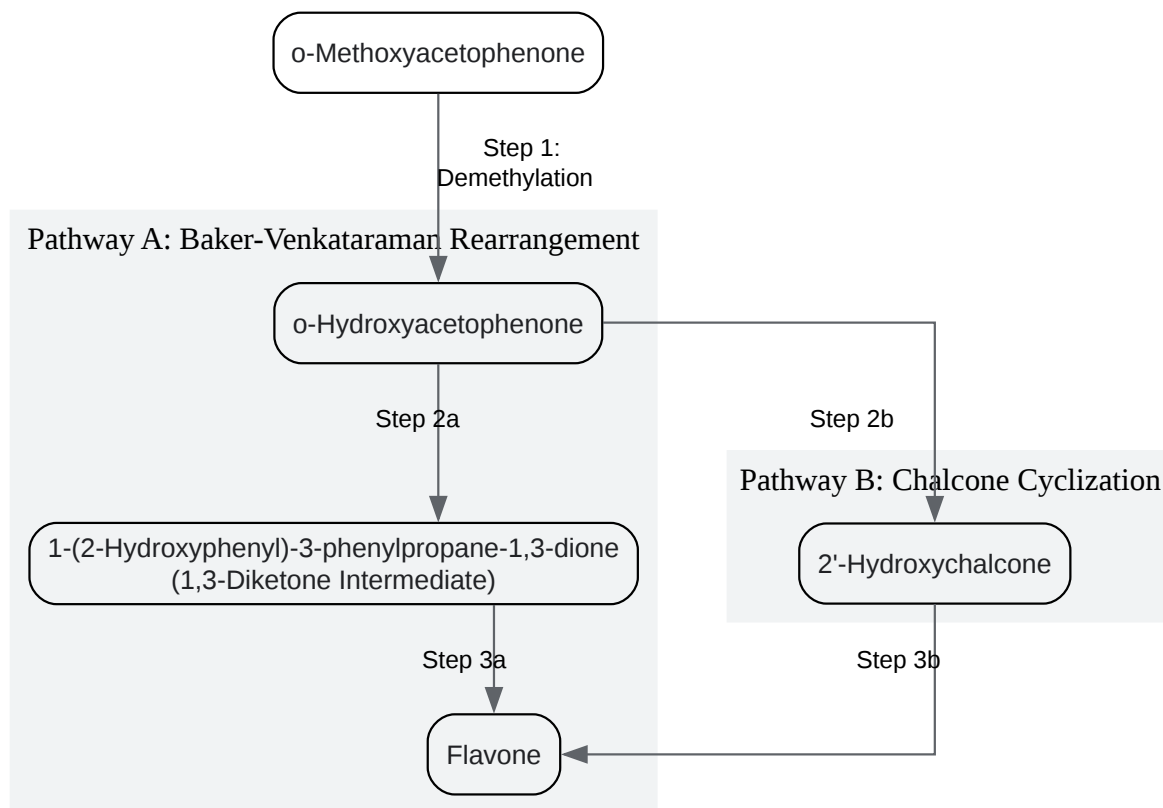 o-Methoxyacetophenone
Step 1:
Demethylation
Pathway A: Baker-Venkataraman Rearrangement
o-Hydroxyacetophenone
Step 2a
Step 2b
Pathway B: Chalcone Cyclization
1-(2-Hydroxyphenyl)-3-phenylpropane-1,3-dione
(1,3-Diketone Intermediate)
2'-Hydroxychalcone
Step 3a
Step 3b
Flavone